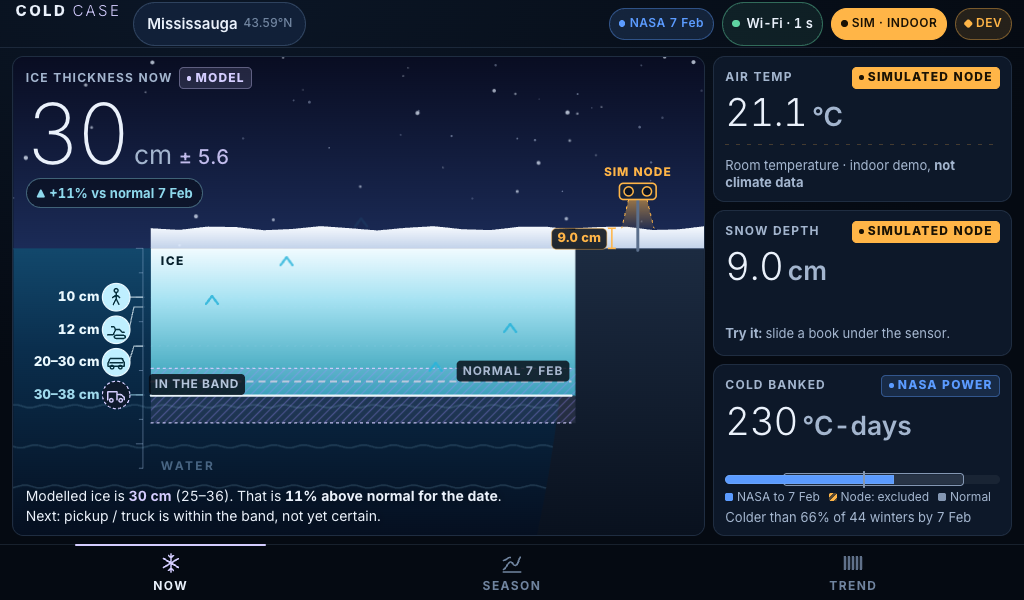 COLD CASE
Mississauga 43.59°N
NASA 7 Feb
Wi-Fi · 1 s
SIM · INDOOR
DEV
ICE THICKNESS NOW
MODEL
30 cm ± 5.6
+11% vs normal 7 Feb
SIM NODE
9.0 cm
ICE
10 cm
12 cm
20–30 cm
30–38 cm
NORMAL 7 FEB
IN THE BAND
WATER
Modelled ice is 30 cm (25–36). That is 11% above normal for the date.
Next: pickup / truck is within the band, not yet certain.
AIR TEMP
SIMULATED NODE
21.1 °C
Room temperature · indoor demo, not
climate data
SNOW DEPTH
SIMULATED NODE
9.0 cm
Try it: slide a book under the sensor.
COLD BANKED
NASA POWER
230 °C-days
NASA to 7 Feb
Node: excluded
Normal
Colder than 66% of 44 winters by 7 Feb
NOW
SEASON
TREND